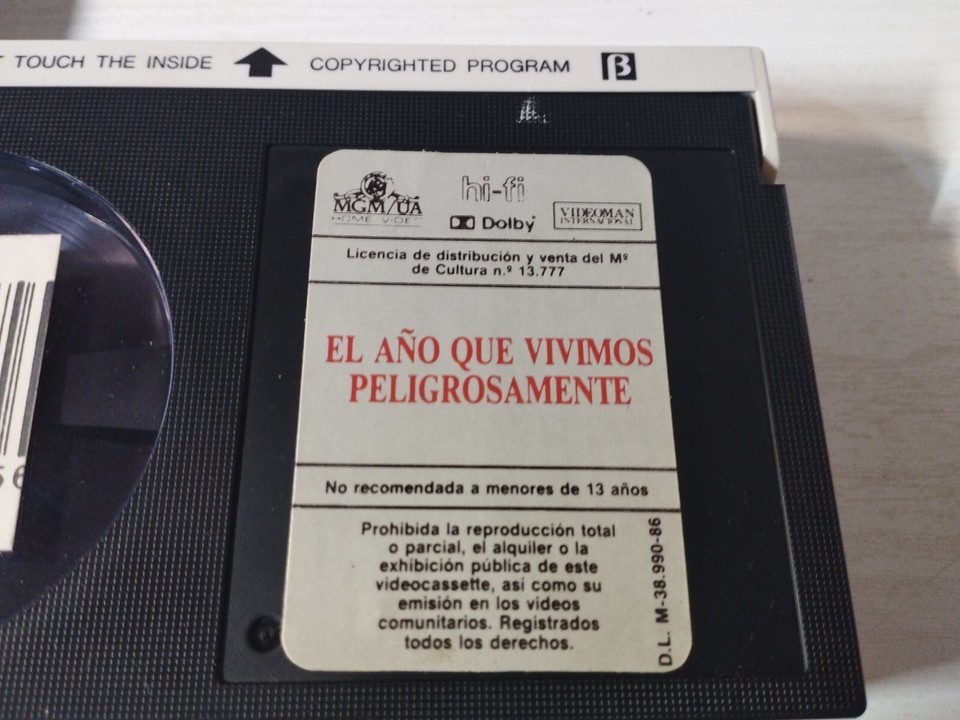 TOUCH THE INSIDE COPYRIGHTED PROGRAM β
MGM/UA
HOME VIDEO
hi-fi
Dolby
VIDEOMAN
INTERNACIONAL
Licencia de distribución y venta del Mº
de Cultura n.º 13.777
EL AÑO QUE VIVIMOS
PELIGROSAMENTE
No recomendada a menores de 13 años
Prohibida la reproducción total
o parcial, el alquiler o la
exhibición pública de este
videocassette, así como su
emisión en los videos
comunitarios. Registrados
todos los derechos.
D.L. M-38.990-86